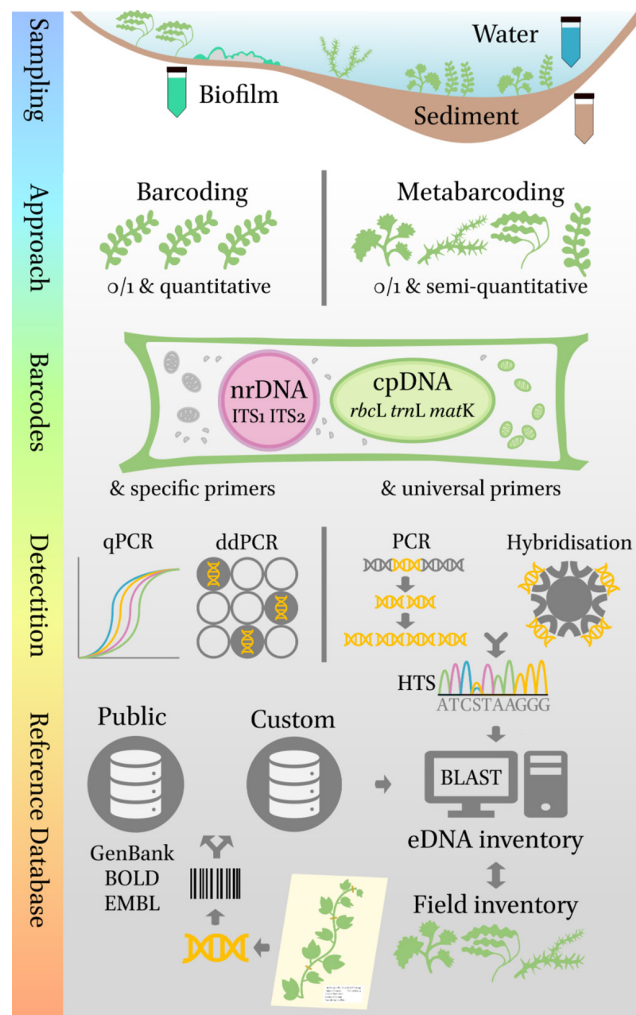 Sampling
Water
Biofilm
Sediment
Approach
Barcoding
Metabarcoding
0/1 & quantitative
0/1 & semi-quantitative
Barcodes
nrDNA
ITS1 ITS2
cpDNA
rbcL trnL matK
& specific primers
& universal primers
Detectition
qPCR
ddPCR
PCR
Hybridisation
HTS
ATCSTAAGGG
Reference Database
Public
Custom
BLAST
GenBank
BOLD
EMBL
eDNA inventory
Field inventory